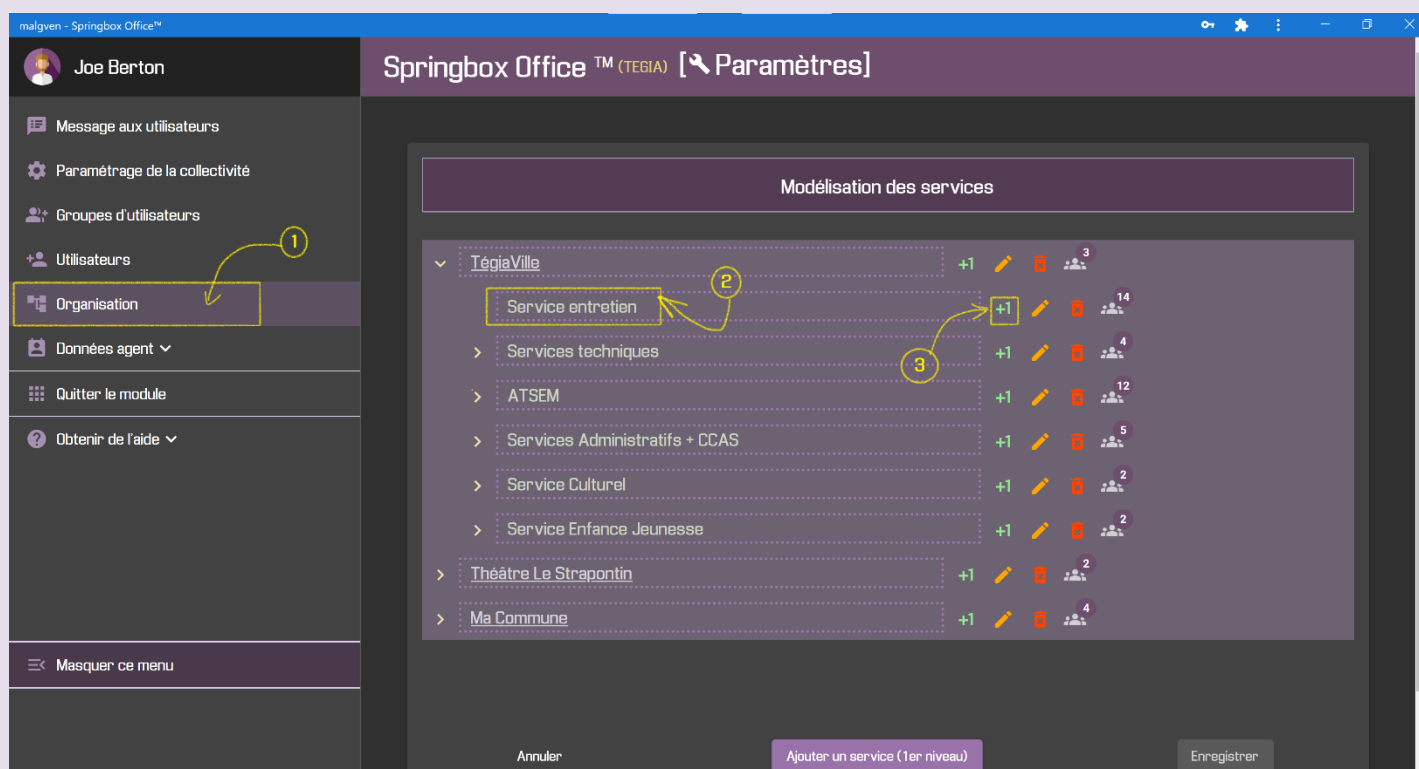 malgven - Springbox Office™
Joe Berton
Springbox Office ™ (TEGIA) [Paramètres]
Message aux utilisateurs
Paramétrage de la collectivité
Groupes d'utilisateurs
Utilisateurs
Organisation
Données agent
Quitter le module
Obtenir de l'aide
Masquer ce menu
1
Modélisation des services
TégiaVille +1 3
2
Service entretien +1 14
3
Services techniques +1 4
ATSEM +1 12
Services Administratifs + CCAS +1 5
Service Culturel +1 2
Service Enfance Jeunesse +1 2
Théâtre Le Strapontin +1 2
Ma Commune +1 4
Annuler Ajouter un service (1er niveau) Enregistrer